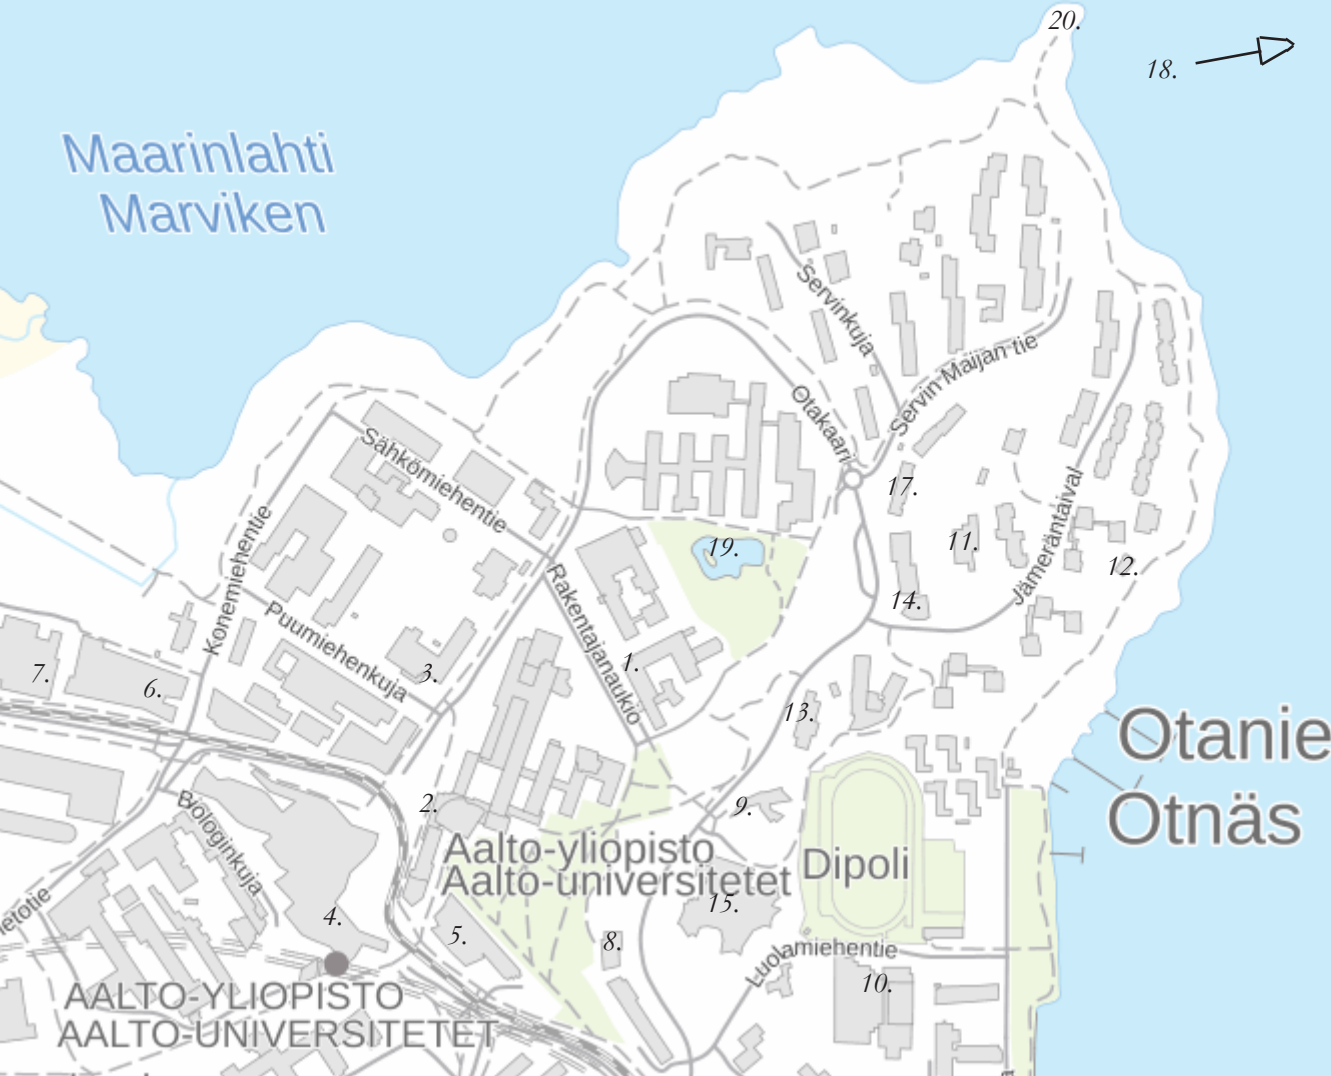 20.
18.
Maarinlahti
Marviken
Servinkuja
Servin Maijan tie
Otakaari
Sähkömiehentie
17.
19.
11.
Jämeräntaival
12.
Konemiehentie
Rakentajanaukio
14.
Puumiehenkuja
1.
7.
6.
3.
13.
Otanie
Otnäs
2.
9.
Biologinkuja
Aalto-yliopisto
Aalto-universitetet
Dipoli
ietotie
15.
4.
5.
8.
Luolamiehentie
10.
AALTO-YLIOPISTO
AALTO-UNIVERSITETET